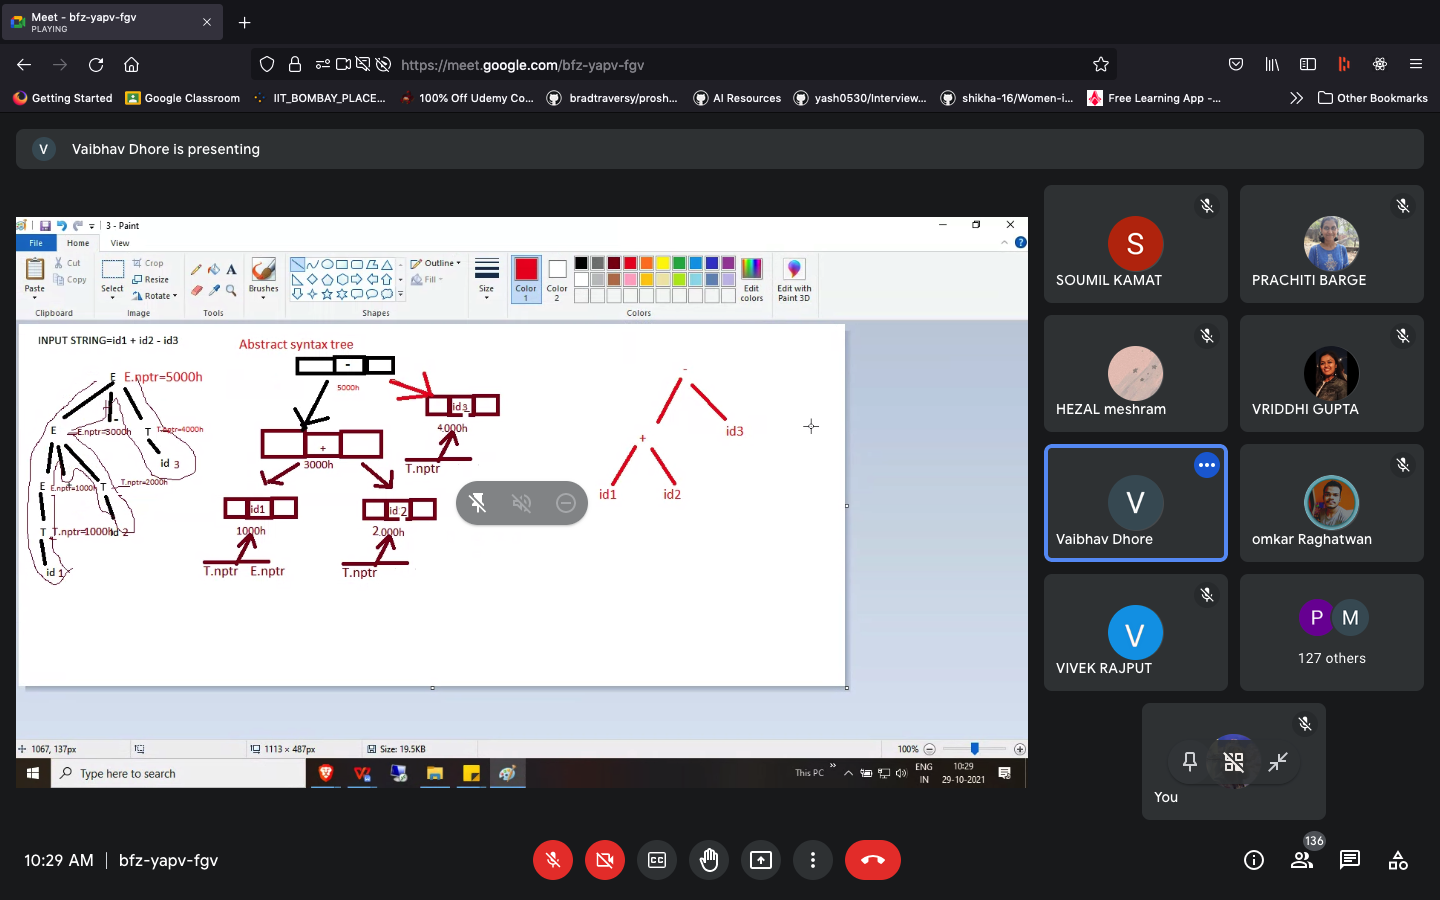 Meet - bfz-yapv-fgv
PLAYING
https://meet.google.com/bfz-yapv-fgv
Getting Started
Google Classroom
IIT_BOMBAY_PLACE...
100% Off Udemy Co...
bradtraversy/prosh...
AI Resources
yash0530/Interview...
shikha-16/Women-i...
Free Learning App -...
Other Bookmarks
V
Vaibhav Dhore is presenting
3 - Paint
File
Home
View
Paste
Cut
Copy
Clipboard
Select
Crop
Resize
Rotate
Image
A
Tools
Brushes
Shapes
Outline
Fill
Size
Color
1
Color
2
Colors
Edit
colors
Edit with
Paint 3D
INPUT STRING=id1 + id2 - id3
E E.nptr=5000h
E E.nptr=3000h - T T.nptr=4000h
id 3
E E.nptr=1000h + T T.nptr=2000h
T T.nptr=1000h id 2
id 1
Abstract syntax tree
-
5000h
id3
4000h
T.nptr
+
3000h
id1
1000h
T.nptr E.nptr
id 2
2000h
T.nptr
-
+ id3
id1 id2
1067, 137px
1113 × 487px
Size: 19.5KB
100%
Type here to search
This PC
ENG
IN
10:29
29-10-2021
S
SOUMIL KAMAT
PRACHITI BARGE
HEZAL meshram
VRIDDHI GUPTA
V
Vaibhav Dhore
omkar Raghatwan
V
VIVEK RAJPUT
P M
127 others
You
10:29 AM | bfz-yapv-fgv
CC
136